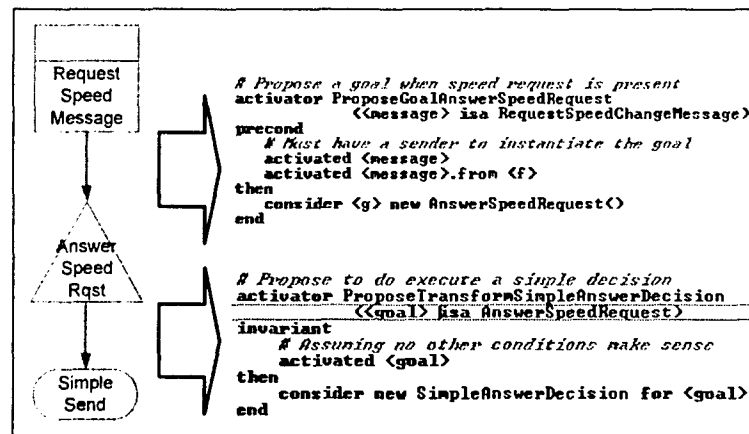 Request
Speed
Message
Answer
Speed
Rqst
Simple
Send
# Propose a goal when speed request is present
activator ProposeGoalAnswerSpeedRequest
(<message> isa RequestSpeedChangeMessage)
precond
# Must have a sender to instantiate the goal
activated <message>
activated <message>.from <f>
then
consider <g> new AnswerSpeedRequest()
end
# Propose to do execute a simple decision
activator ProposeTransformSimpleAnswerDecision
(<goal> isa AnswerSpeedRequest)
invariant
# Assuming no other conditions make sense
activated <goal>
then
consider new SimpleAnswerDecision for <goal>
end